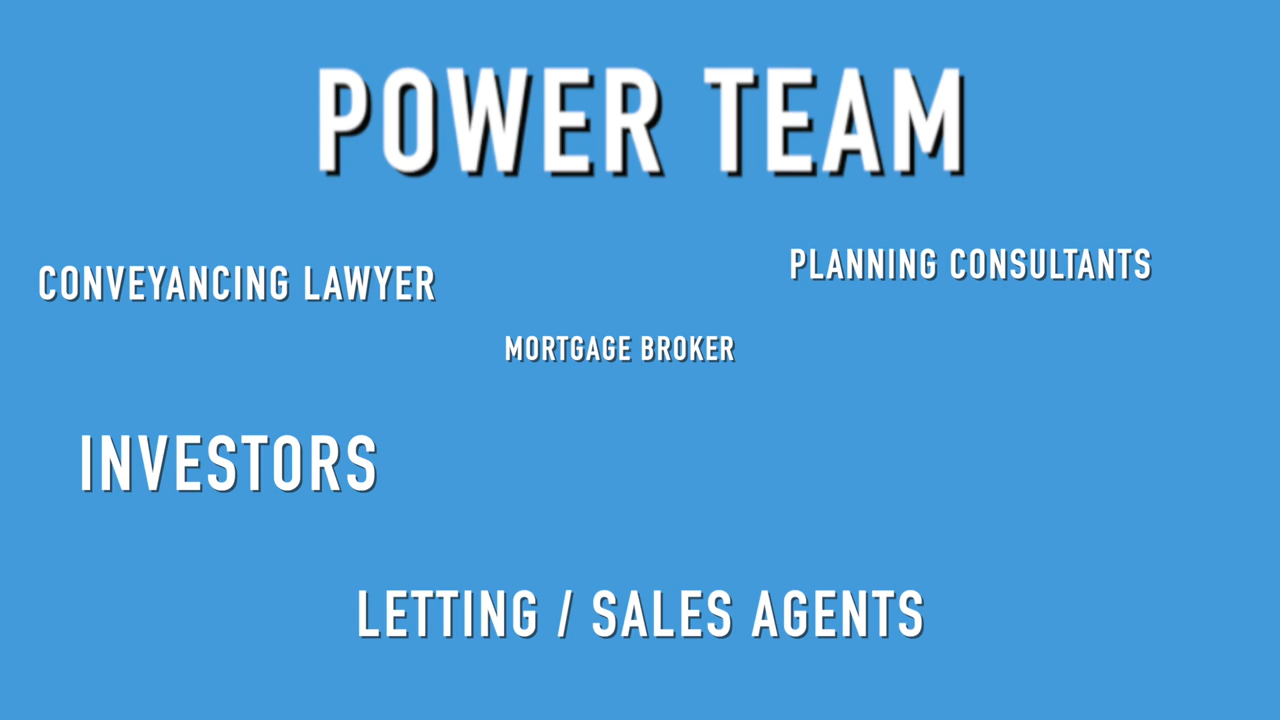 POWER TEAM
PLANNING CONSULTANTS
CONVEYANCING LAWYER
MORTGAGE BROKER
INVESTORS
LETTING / SALES AGENTS